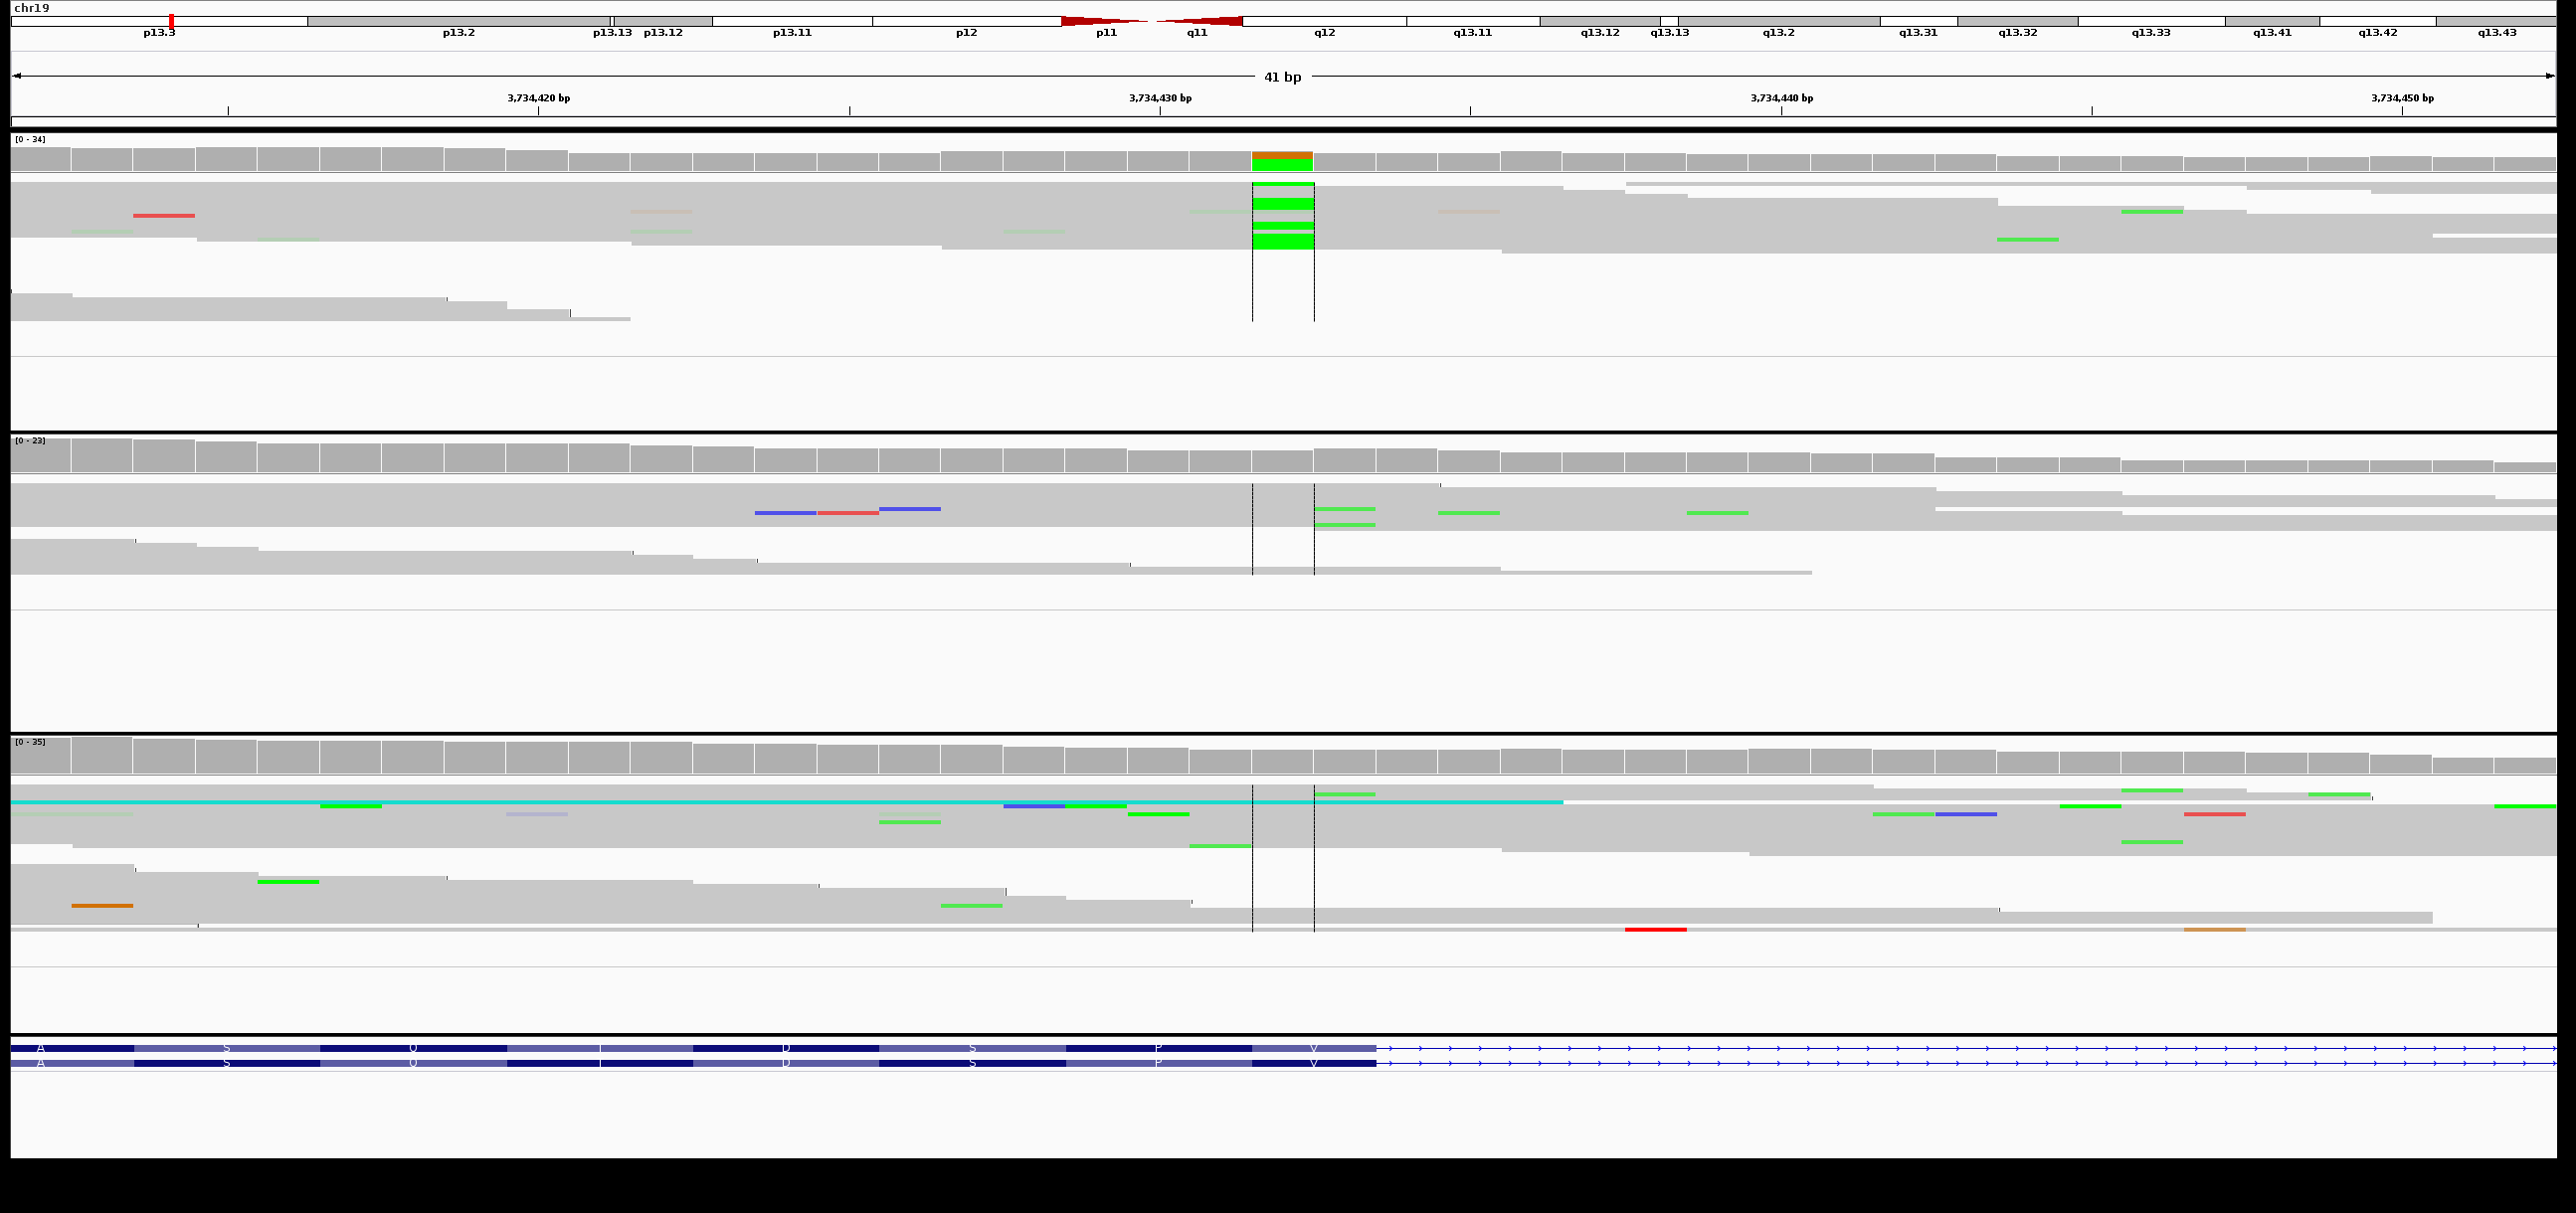 chr19
p13.3 p13.2 p13.13 p13.12 p13.11 p12 p11 q11 q12 q13.11 q13.12 q13.13 q13.2 q13.31 q13.32 q13.33 q13.41 q13.42 q13.43
41 bp
3,734,420 bp 3,734,430 bp 3,734,440 bp 3,734,450 bp
[0 - 34]
[0 - 23]
[0 - 35]
A S D S P V
A S D S P V